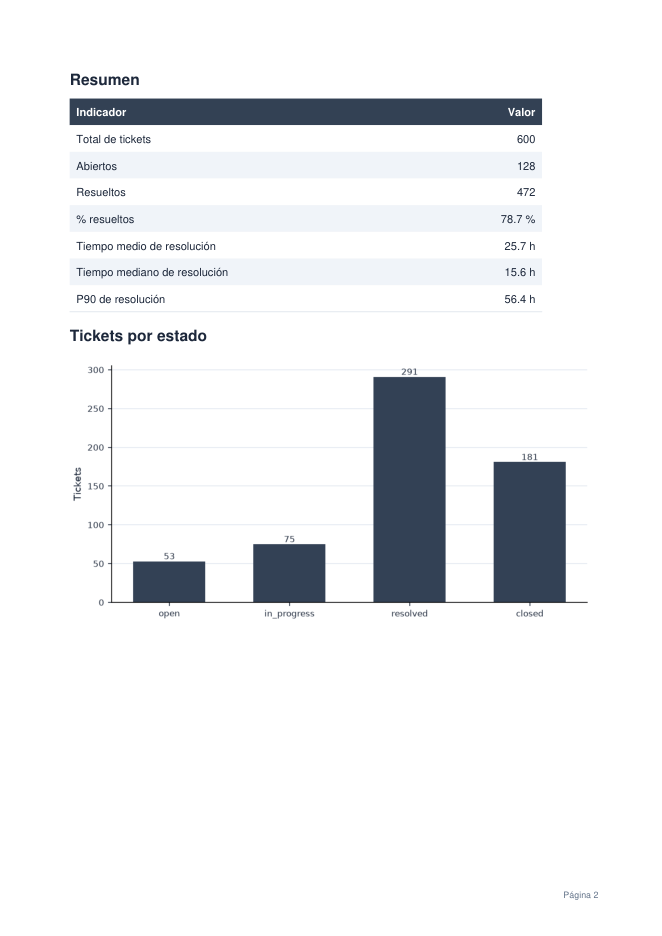 Resumen
Indicador Valor
Total de tickets 600
Abiertos 128
Resueltos 472
% resueltos 78.7 %
Tiempo medio de resolución 25.7 h
Tiempo mediano de resolución 15.6 h
P90 de resolución 56.4 h
Tickets por estado
300
250
200
150
100
50
0
Tickets
53
75
291
181
open in_progress resolved closed
Página 2